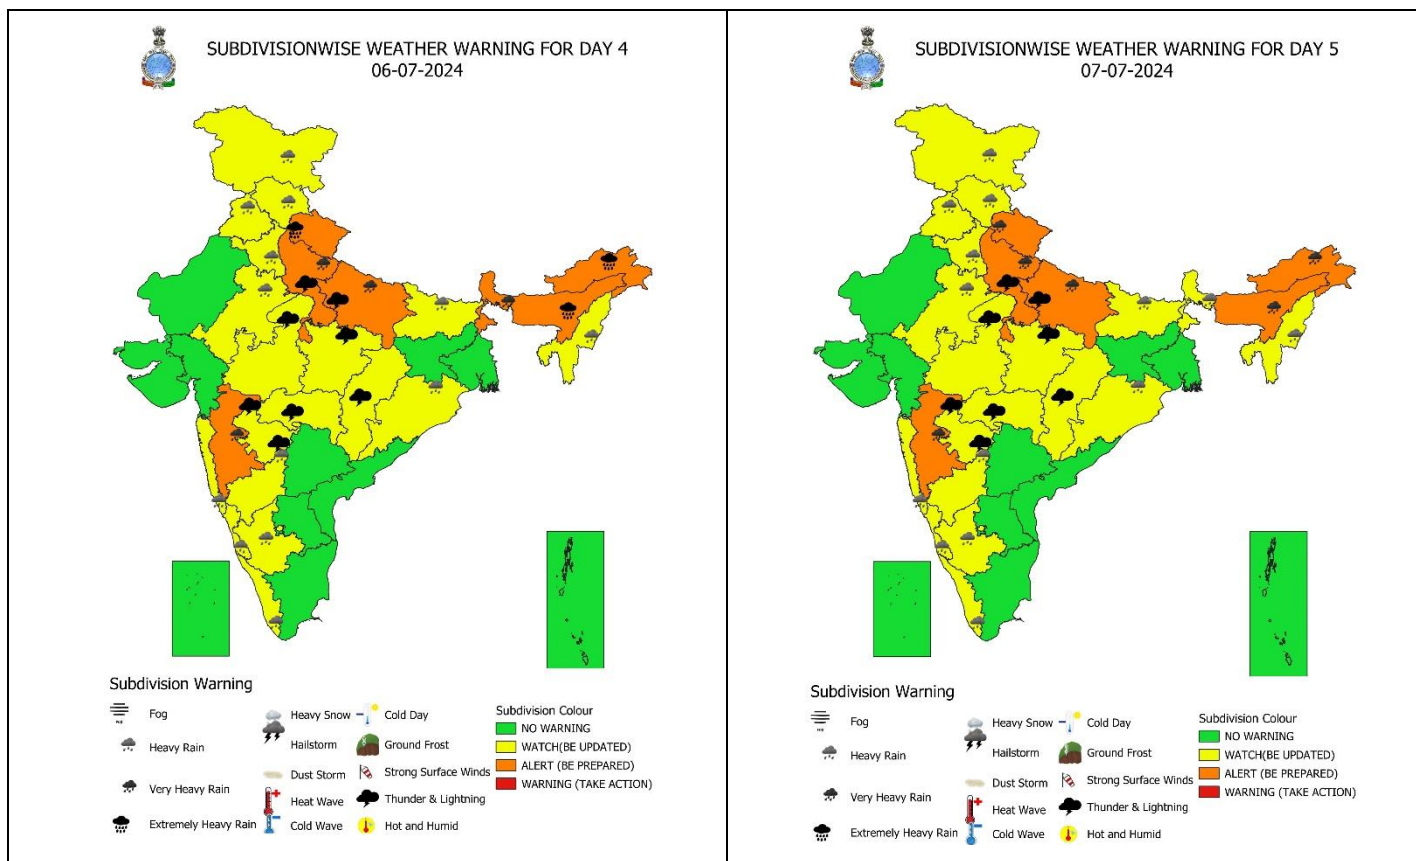 SUBDIVISIONWISE WEATHER WARNING FOR DAY 4
06-07-2024
Subdivision Warning
Fog
Heavy Rain
Very Heavy Rain
Extremely Heavy Rain
Heavy Snow
Hailstorm
Dust Storm
Heat Wave
Cold Wave
Cold Day
Ground Frost
Strong Surface Winds
Thunder & Lightning
Hot and Humid
Subdivision Colour
NO WARNING
WATCH(BE UPDATED)
ALERT (BE PREPARED)
WARNING (TAKE ACTION)
SUBDIVISIONWISE WEATHER WARNING FOR DAY 5
07-07-2024
Subdivision Warning
Fog
Heavy Rain
Very Heavy Rain
Extremely Heavy Rain
Heavy Snow
Hailstorm
Dust Storm
Heat Wave
Cold Wave
Cold Day
Ground Frost
Strong Surface Winds
Thunder & Lightning
Hot and Humid
Subdivision Colour
NO WARNING
WATCH(BE UPDATED)
ALERT (BE PREPARED)
WARNING (TAKE ACTION)